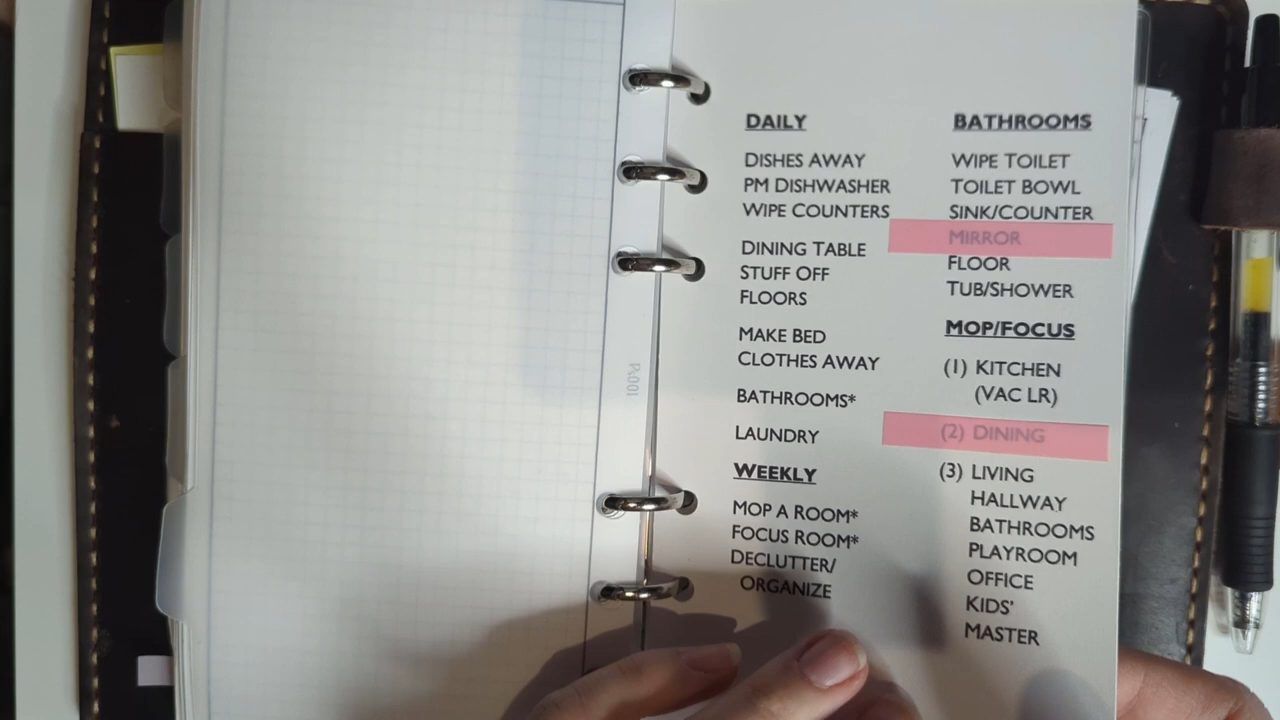 DAILY
DISHES AWAY
PM DISHWASHER
WIPE COUNTERS
DINING TABLE
STUFF OFF
FLOORS
MAKE BED
CLOTHES AWAY
BATHROOMS*
LAUNDRY
WEEKLY
MOP A ROOM*
FOCUS ROOM*
DECLUTTER/
ORGANIZE
BATHROOMS
WIPE TOILET
TOILET BOWL
SINK/COUNTER
MIRROR
FLOOR
TUB/SHOWER
MOP/FOCUS
(1) KITCHEN
(VAC LR)
(2) DINING
(3) LIVING
HALLWAY
BATHROOMS
PLAYROOM
OFFICE
KIDS'
MASTER